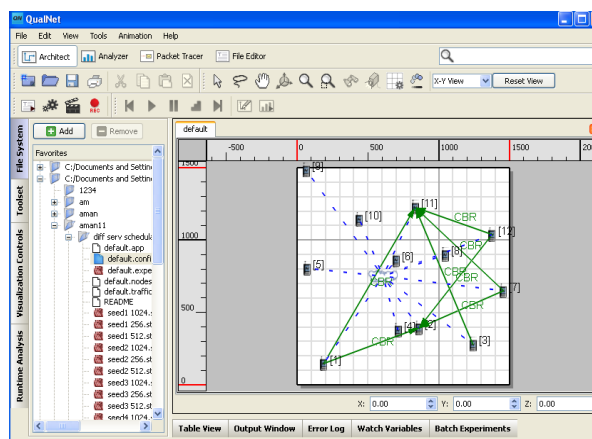 QualNet
File Edit View Tools Animation Help
Architect Analyzer Packet Tracer File Editor
X-Y View Reset View
REC
File System
Toolset
Visualization Controls
Runtime Analysis
Add Remove
Favorites
C:/Documents and Settin
C:/Documents and Settin
1234
am
aman
aman11
diff serv schedula
default.app
default.confi
default.expe
default.nodes
default.traffic
README
seed1 1024.s
seed1 256.st
seed1 512.st
seed2 1024.s
seed2 256.st
seed2 512.st
seed3 1024.s
seed3 256.st
seed3 512.st
seed4 1024.s
default
-500 0 500 1000 1500 200
1500
1000
500
0
[9]
[11]
[10]
CBR
[12]
[6]
[8]
CBR
[5]
CBR
CBR
CBR
[7]
CBR
[4]
[2]
[3]
CBR
[1]
X: 0.00 Y: 0.00 Z: 0.00
Table View Output Window Error Log Watch Variables Batch Experiments